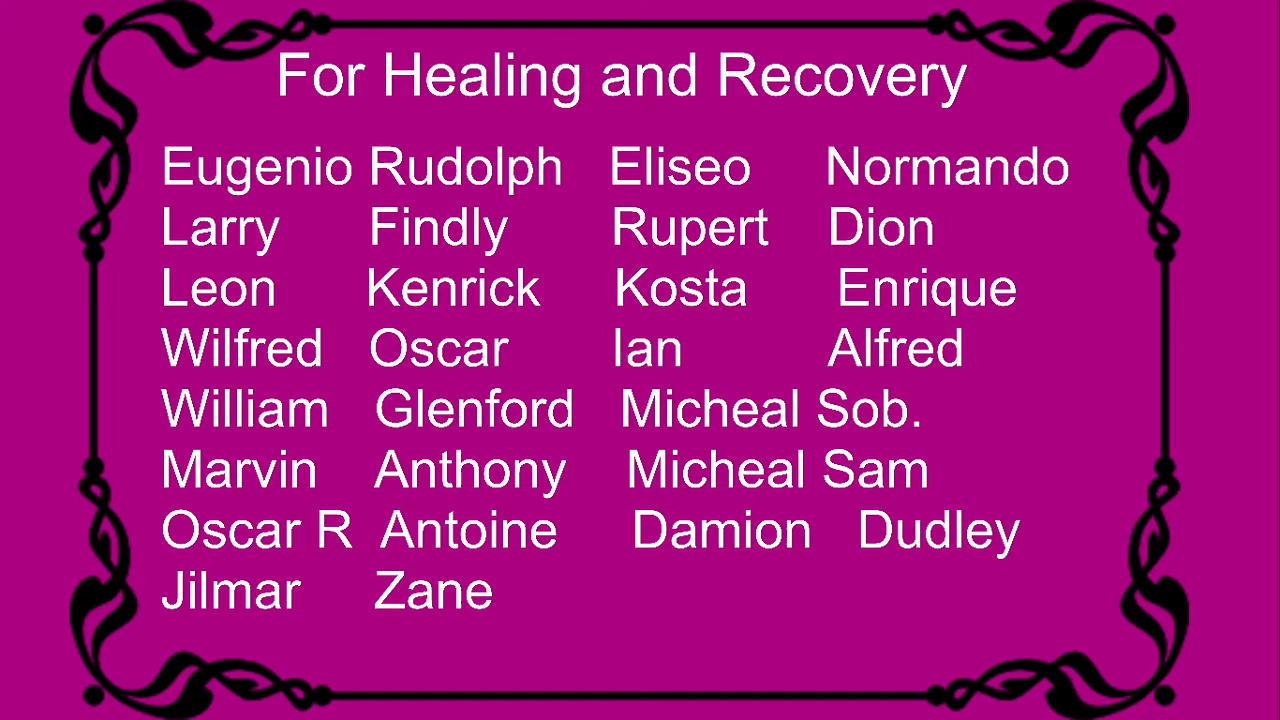 For Healing and Recovery
Eugenio Rudolph Eliseo Normando
Larry Findly Rupert Dion
Leon Kenrick Kosta Enrique
Wilfred Oscar Ian Alfred
William Glenford Micheal Sob.
Marvin Anthony Micheal Sam
Oscar R Antoine Damion Dudley
Jilmar Zane